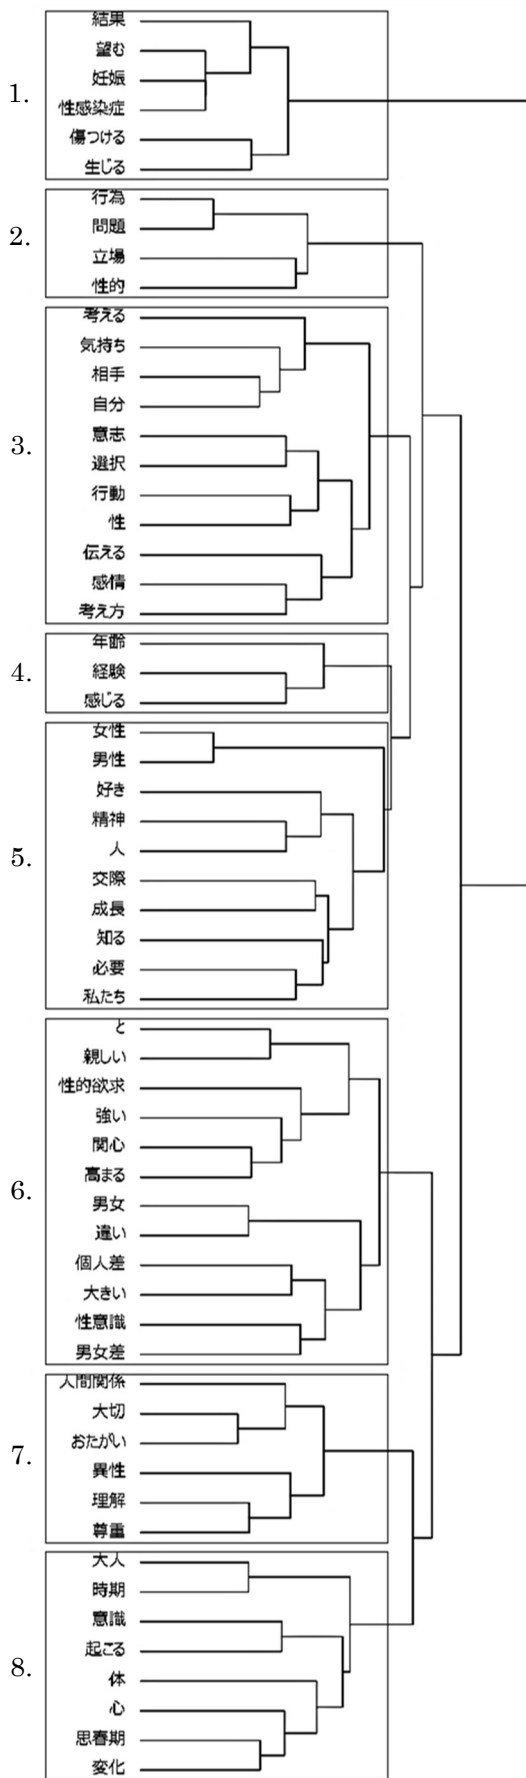 結果
望む
妊娠
1.
性感染症
傷つける
生じる
行為
問題
2.
立場
性的
考える
気持ち
相手
自分
意志
3.
選択
行動
性
伝える
感情
考え方
年齢
4.
経験
感じる
女性
男性
好き
精神
人
5.
交際
成長
知る
必要
私たち
と
親しい
性的欲求
強い
関心
高まる
6.
男女
違い
個人差
大きい
性意識
男女差
人間関係
大切
おたがい
7.
異性
理解
尊重
大人
時期
意識
起こる
8.
体
心
思春期
変化